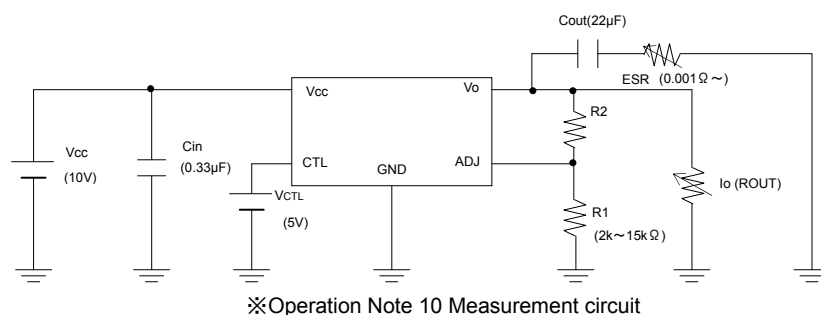 Cout(22μF)
ESR (0.001Ω～)
Vcc
Vo
R2
Cin
(0.33μF)
Vcc
(10V)
CTL
GND
ADJ
VCTL
(5V)
R1
(2k～15kΩ)
Io (ROUT)
※Operation Note 10 Measurement circuit